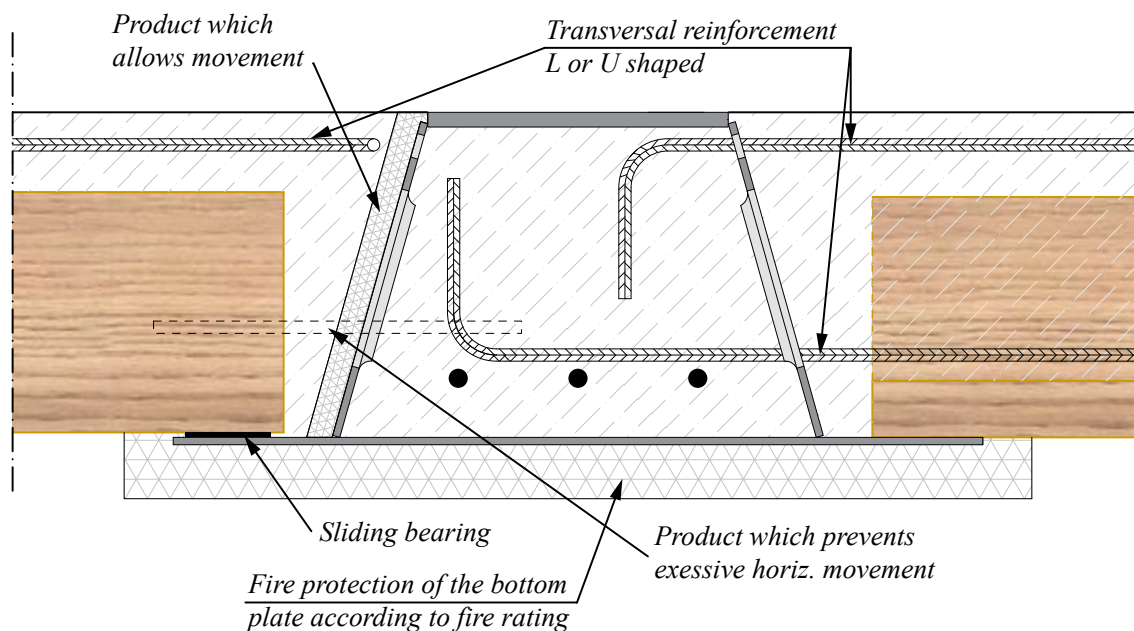 Product which
allows movement
Transversal reinforcement
L or U shaped
Sliding bearing
Product which prevents
exessive horiz. movement
Fire protection of the bottom
plate according to fire rating